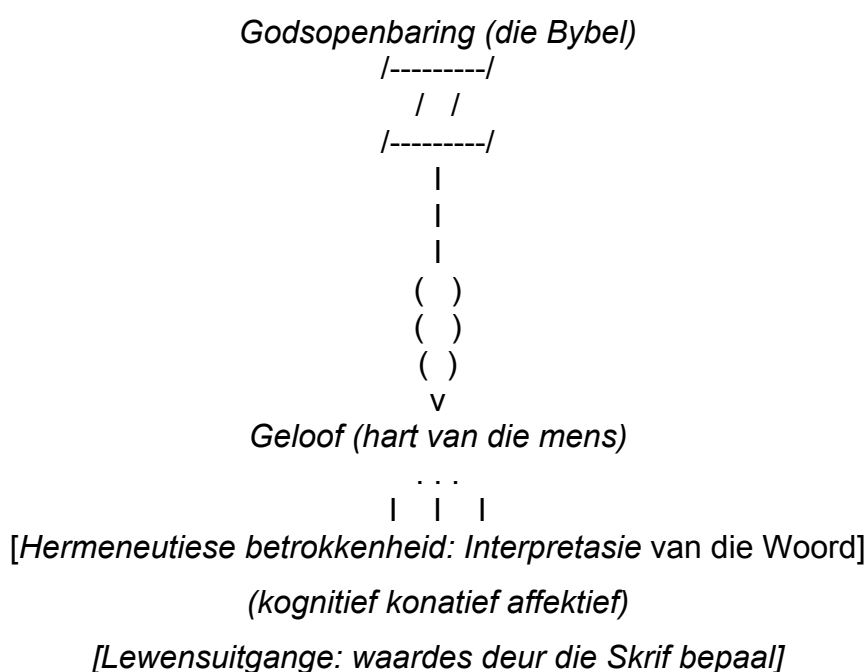 Godsopenbaring (die Bybel)
/---------/
/ /
/---------/
I
I
I
( )
( )
( )
v
Geloof (hart van die mens)
. . .
I I I
[Hermeneutiese betrokkenheid: Interpretasie van die Woord]
(kognitief konatief affektief)
[Lewensuitgange: waardes deur die Skrif bepaal]